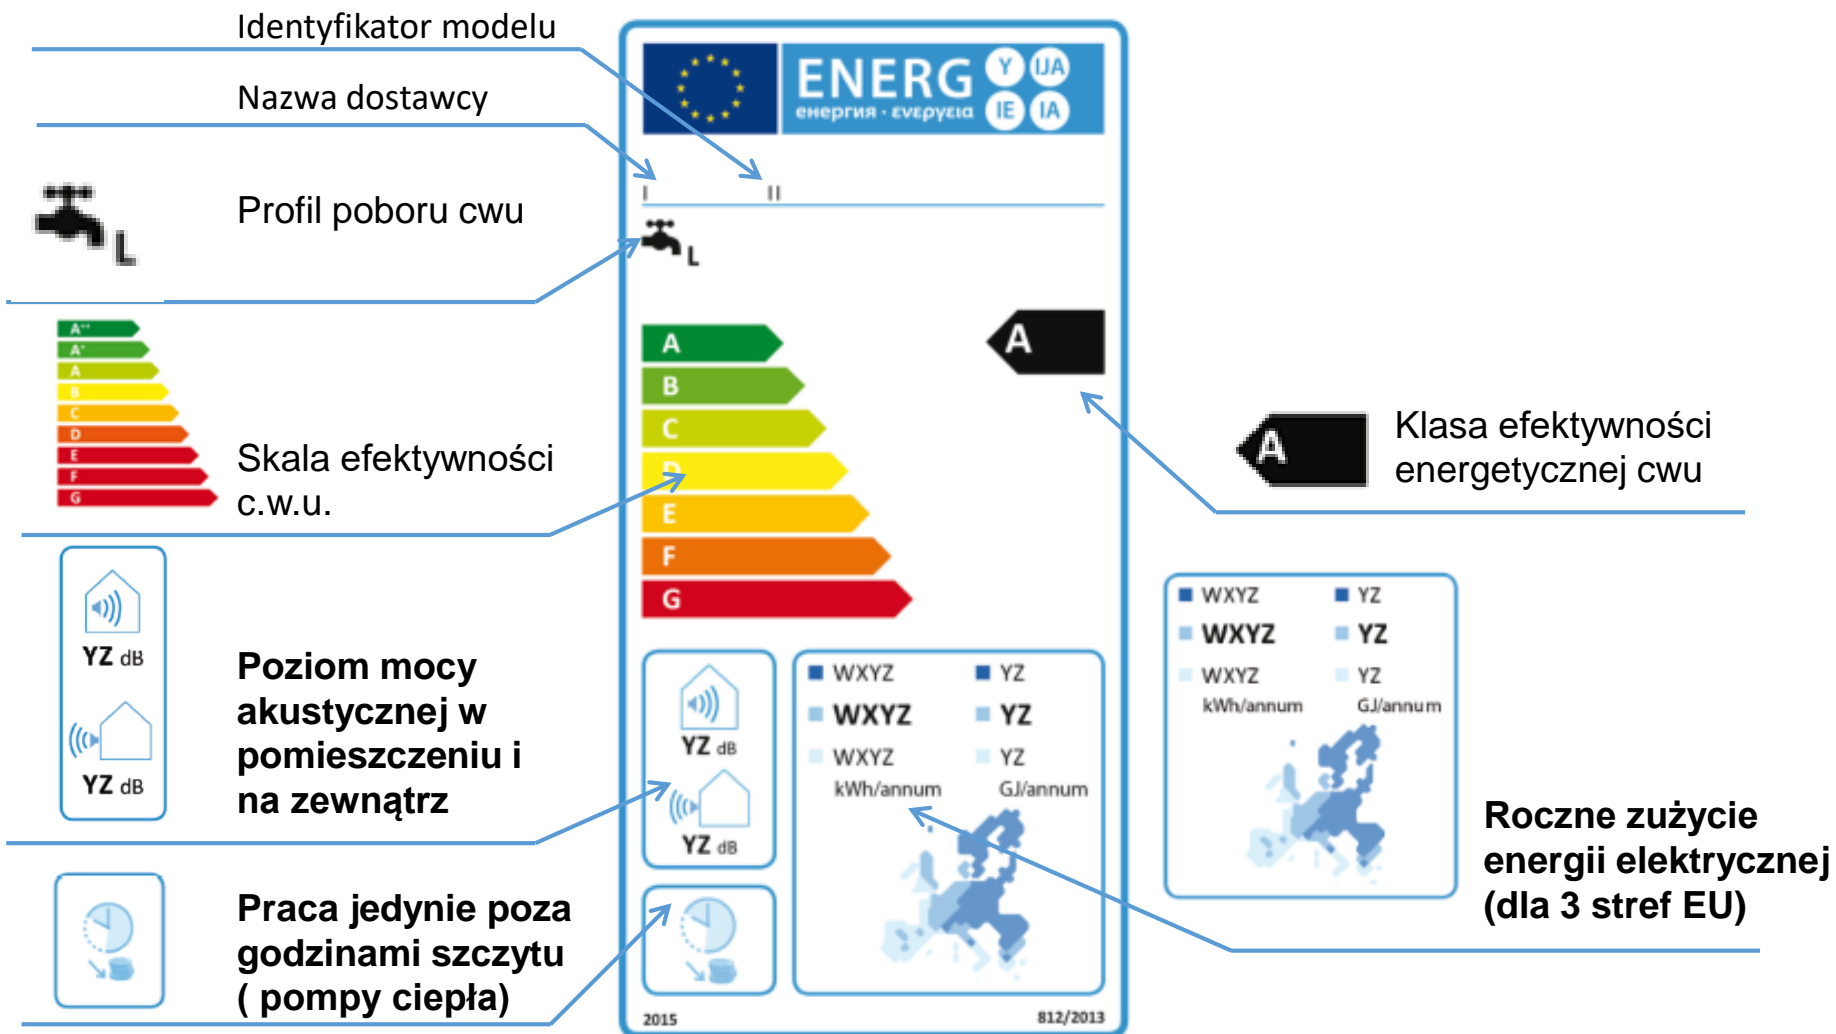 Identyfikator modelu
Nazwa dostawcy
L
Profil poboru cwu
A++
A+
A
B
C
D
E
F
G
Skala efektywności
c.w.u.
YZ dB
YZ dB
Poziom mocy
akustycznej w
pomieszczeniu i
na zewnątrz
Praca jedynie poza
godzinami szczytu
( pompy ciepła)
ENERG
енергия · ενεργεια
Y IJA
IE IA
I II
L
A
B
C
D
E
F
G
A
YZ dB
YZ dB
WXYZ YZ
WXYZ YZ
WXYZ YZ
kWh/annum GJ/annum
2015 812/2013
A
Klasa efektywności
energetycznej cwu
WXYZ YZ
WXYZ YZ
WXYZ YZ
kWh/annum GJ/annum
Roczne zużycie
energii elektrycznej
(dla 3 stref EU)